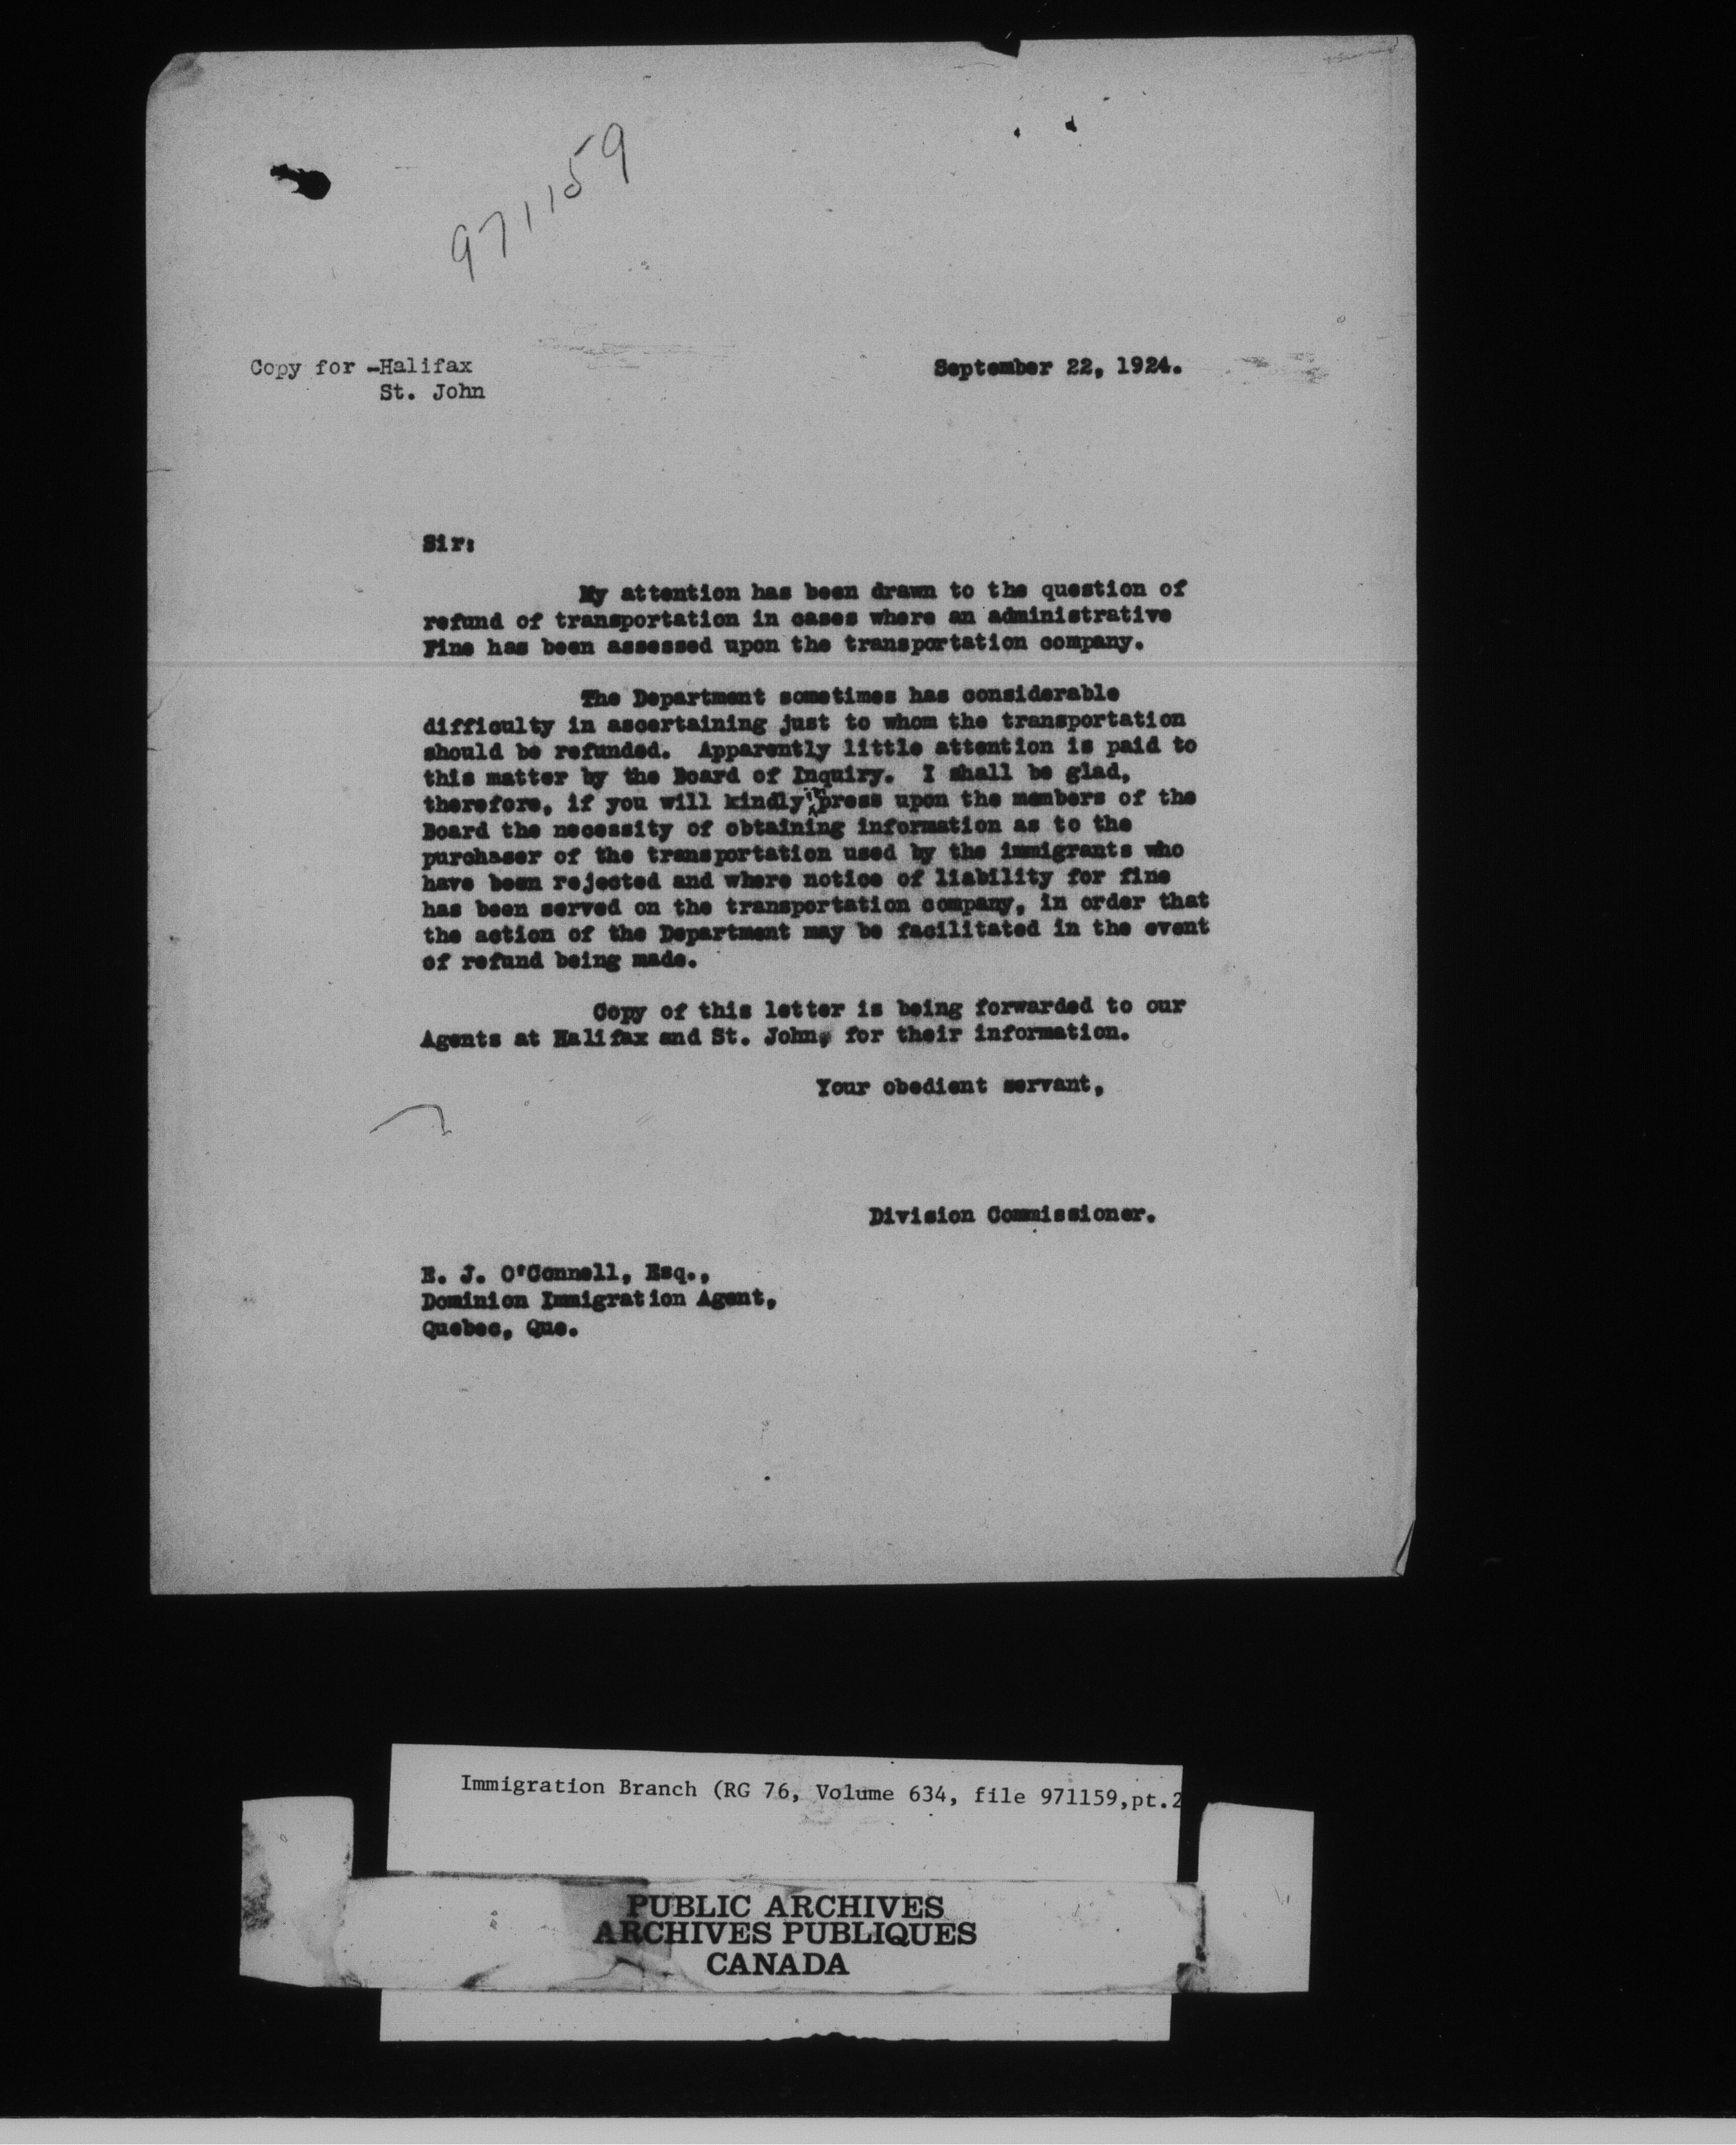 971159
Copy for -Halifax
St. John
September 22, 1924.
Sir:
My attention has been drawn to the question of
refund of transportation in cases where an administrative
Fine has been assessed upon the transportation company.
The Department sometimes has considerable
difficulty in ascertaining just to whom the transportation
should be refunded. Apparently little attention is paid to
this matter by the Board of Inquiry. I shall be glad,
therefore, if you will kindly impress upon the members of the
Board the necessity of obtaining information as to the
purchaser of the transportation used by the immigrants who
have been rejected and where notice of liability for fine
has been served on the transportation company, in order that
the action of the Department may be facilitated in the event
of refund being made.
Copy of this letter is being forwarded to our
Agents at Halifax and St. John, for their information.
Your obedient servant,
Division Commissioner.
E. J. O'Connell, Esq.,
Dominion Immigration Agent,
Quebec, Que.
Immigration Branch (RG 76, Volume 634, file 971159,pt.2
PUBLIC ARCHIVES
ARCHIVES PUBLIQUES
CANADA